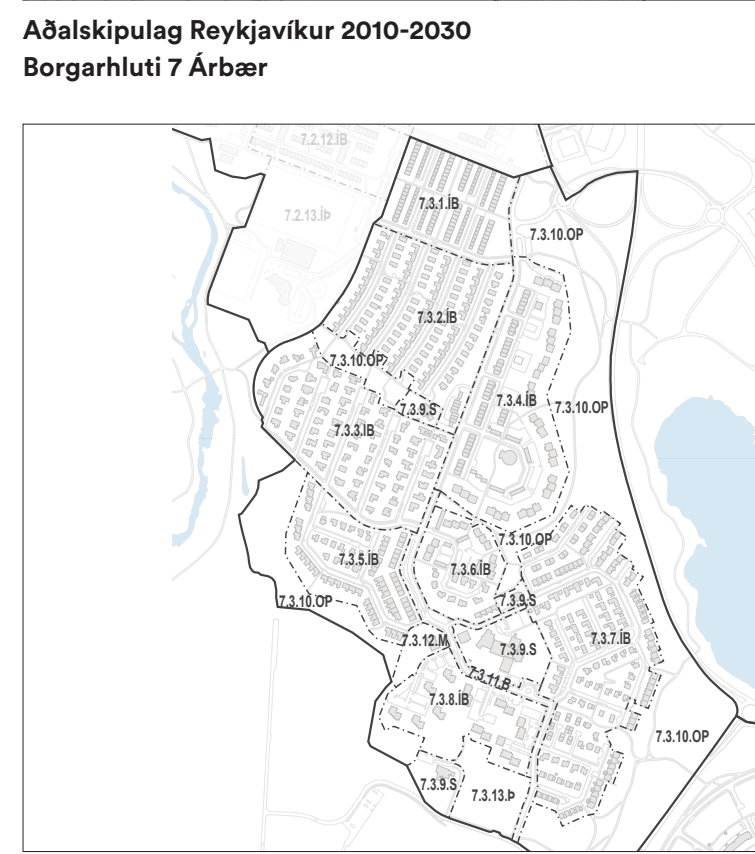 Aðalskipulag Reykjavíkur 2010-2030
Borgarhluti 7 Árbær
7.2.12.ÍB
7.3.1.ÍB
7.2.13.ÍÞ
7.3.10.OP
7.3.2.ÍB
7.3.10.OP
7.3.4.ÍB
7.3.9.S
7.3.10.OP
7.3.3.ÍB
7.3.10.OP
7.3.5.ÍB
7.3.6.ÍB
7.3.10.OP
7.3.9.S
7.3.12.M
7.3.7.ÍB
7.3.9.S
7.3.11.B
7.3.8.ÍB
7.3.10.OP
7.3.9.S
7.3.13.Þ